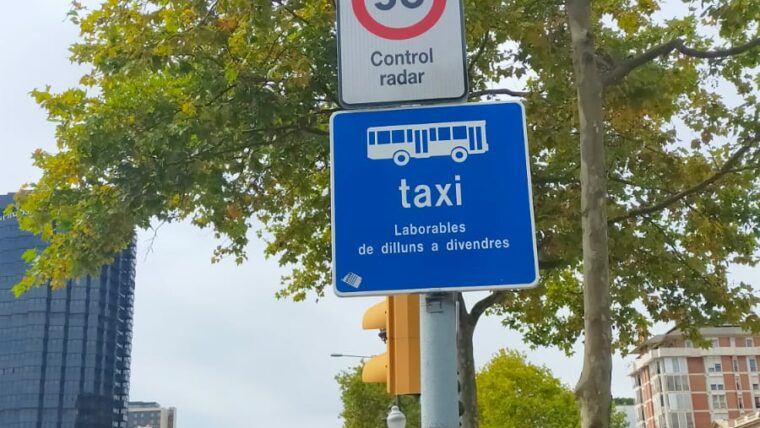 Control
radar
taxi
Laborables
de dilluns a divendres